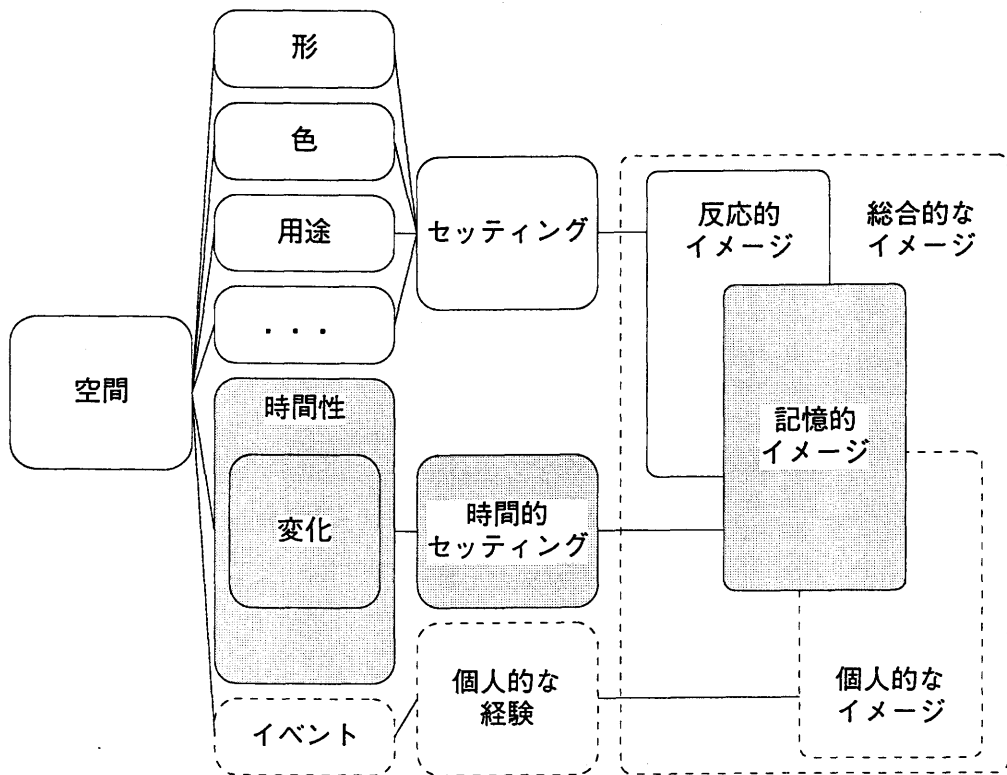 形
色
用途
・・・
空間
時間性
変化
イベント
セッティング
時間的
セッティング
個人的な
経験
反応的
イメージ
総合的な
イメージ
記憶的
イメージ
個人的な
イメージ